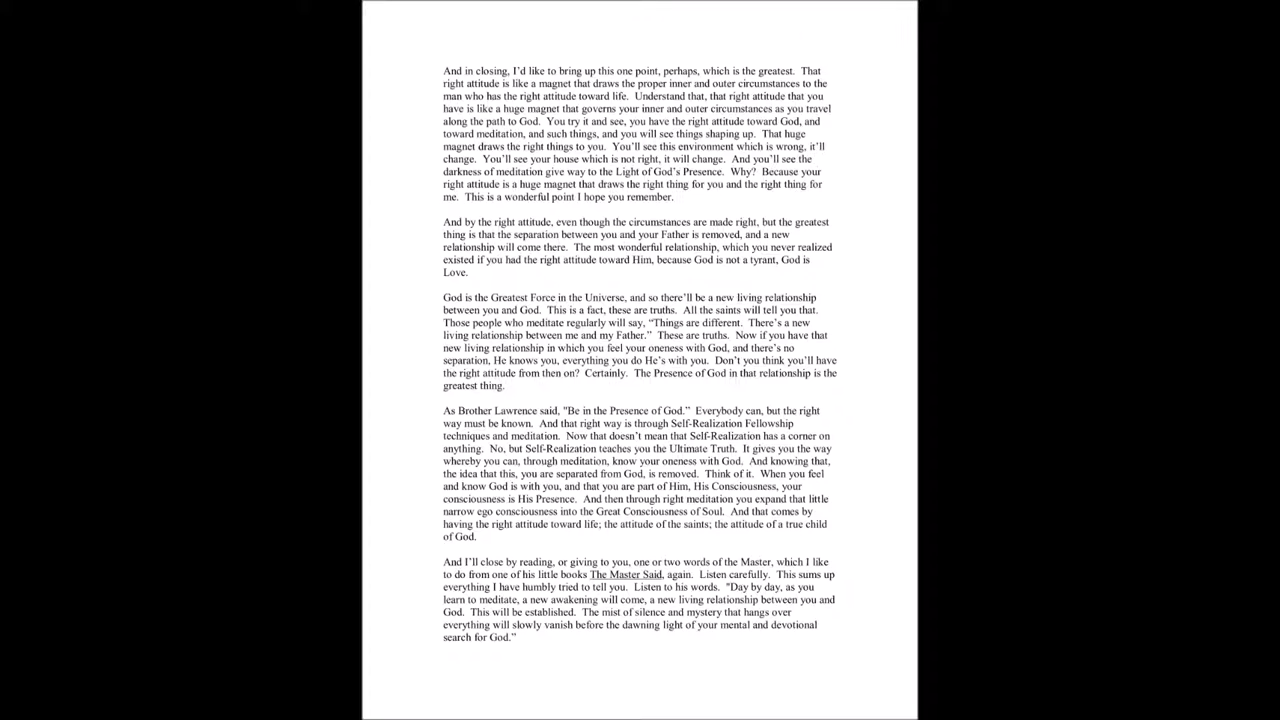 And in closing, I'd like to bring up this one point, perhaps, which is the greatest.  That
right attitude is like a magnet that draws the proper inner and outer circumstances to the
man who has the right attitude toward life.  Understand that, that right attitude that you
have is like a huge magnet that governs your inner and outer circumstances as you travel
along the path to God.  You try it and see, you have the right attitude toward God, and
toward meditation, and such things, and you will see things shaping up.  That huge
magnet draws the right things to you.  You'll see this environment which is wrong, it'll
change.  You'll see your house which is not right, it will change.  And you'll see the
darkness of meditation give way to the Light of God's Presence.  Why?  Because your
right attitude is a huge magnet that draws the right thing for you and the right thing for
me.  This is a wonderful point I hope you remember.

And by the right attitude, even though the circumstances are made right, but the greatest
thing is that the separation between you and your Father is removed, and a new
relationship will come there.  The most wonderful relationship, which you never realized
existed if you had the right attitude toward Him, because God is not a tyrant, God is
Love.

God is the Greatest Force in the Universe, and so there'll be a new living relationship
between you and God.  This is a fact, these are truths.  All the saints will tell you that.
Those people who meditate regularly will say, “Things are different.  There's a new
living relationship between me and my Father.”  These are truths.  Now if you have that
new living relationship in which you feel your oneness with God, and there's no
separation, He knows you, everything you do He's with you.  Don't you think you'll have
the right attitude from then on?  Certainly.  The Presence of God in that relationship is the
greatest thing.

As Brother Lawrence said, "Be in the Presence of God.”  Everybody can, but the right
way must be known.  And that right way is through Self-Realization Fellowship
techniques and meditation.  Now that doesn't mean that Self-Realization has a corner on
anything.  No, but Self-Realization teaches you the Ultimate Truth.  It gives you the way
whereby you can, through meditation, know your oneness with God.  And knowing that,
the idea that this, you are separated from God, is removed.  Think of it.  When you feel
and know God is with you, and that you are part of Him, His Consciousness, your
consciousness is His Presence.  And then through right meditation you expand that little
narrow ego consciousness into the Great Consciousness of Soul.  And that comes by
having the right attitude toward life; the attitude of the saints; the attitude of a true child
of God.

And I'll close by reading, or giving to you, one or two words of the Master, which I like
to do from one of his little books The Master Said, again.  Listen carefully.  This sums up
everything I have humbly tried to tell you.  Listen to his words.  "Day by day, as you
learn to meditate, a new awakening will come, a new living relationship between you and
God.  This will be established.  The mist of silence and mystery that hangs over
everything will slowly vanish before the dawning light of your mental and devotional
search for God.”